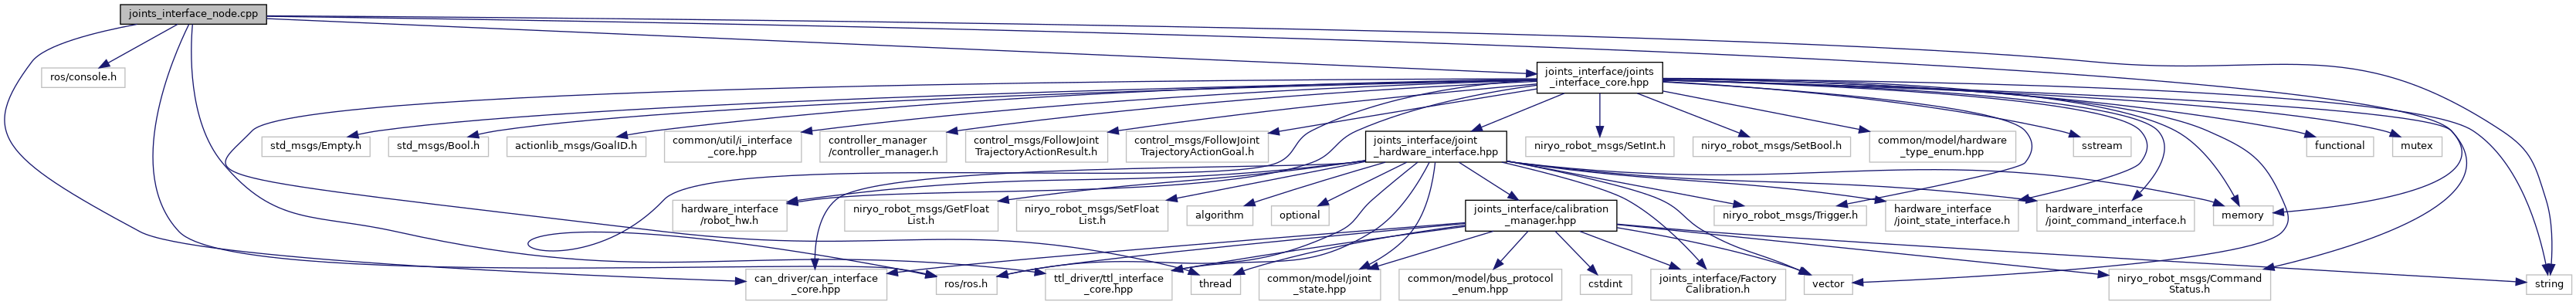 joints_interface_node.cpp
ros/console.h
joints_interface/joints
_interface_core.hpp
std_msgs/Empty.h
std_msgs/Bool.h
actionlib_msgs/GoalID.h
common/util/i_interface
_core.hpp
controller_manager
/controller_manager.h
control_msgs/FollowJoint
TrajectoryActionResult.h
control_msgs/FollowJoint
TrajectoryActionGoal.h
joints_interface/joint
_hardware_interface.hpp
niryo_robot_msgs/SetInt.h
niryo_robot_msgs/SetBool.h
common/model/hardware
_type_enum.hpp
sstream
functional
mutex
hardware_interface
/robot_hw.h
niryo_robot_msgs/GetFloat
List.h
niryo_robot_msgs/SetFloat
List.h
algorithm
optional
joints_interface/calibration
_manager.hpp
niryo_robot_msgs/Trigger.h
hardware_interface
/joint_state_interface.h
hardware_interface
/joint_command_interface.h
memory
can_driver/can_interface
_core.hpp
ros/ros.h
ttl_driver/ttl_interface
_core.hpp
thread
common/model/joint
_state.hpp
common/model/bus_protocol
_enum.hpp
cstdint
joints_interface/Factory
Calibration.h
vector
niryo_robot_msgs/Command
Status.h
string